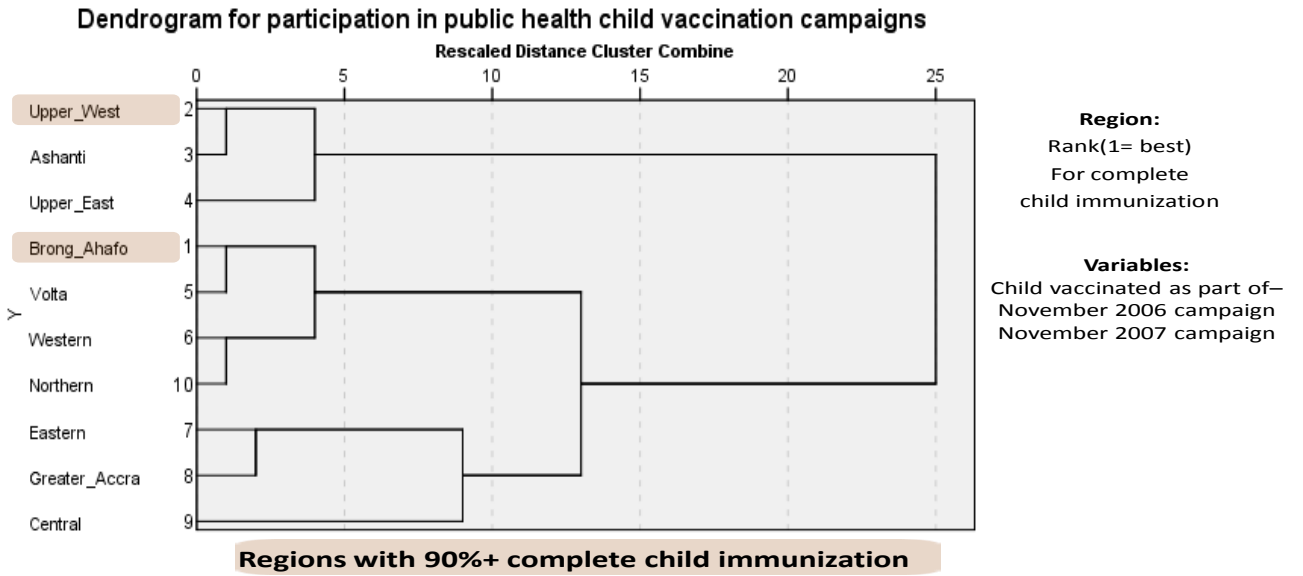 Dendrogram for participation in public health child vaccination campaigns
Rescaled Distance Cluster Combine
0 5 10 15 20 25
Upper_West 2
Ashanti 3
Upper_East 4
Brong_Ahafo 1
Volta 5
Y
Western 6
Northern 10
Eastern 7
Greater_Accra 8
Central 9
Regions with 90%+ complete child immunization
Region:
Rank(1= best)
For complete
child immunization
Variables:
Child vaccinated as part of–
November 2006 campaign
November 2007 campaign